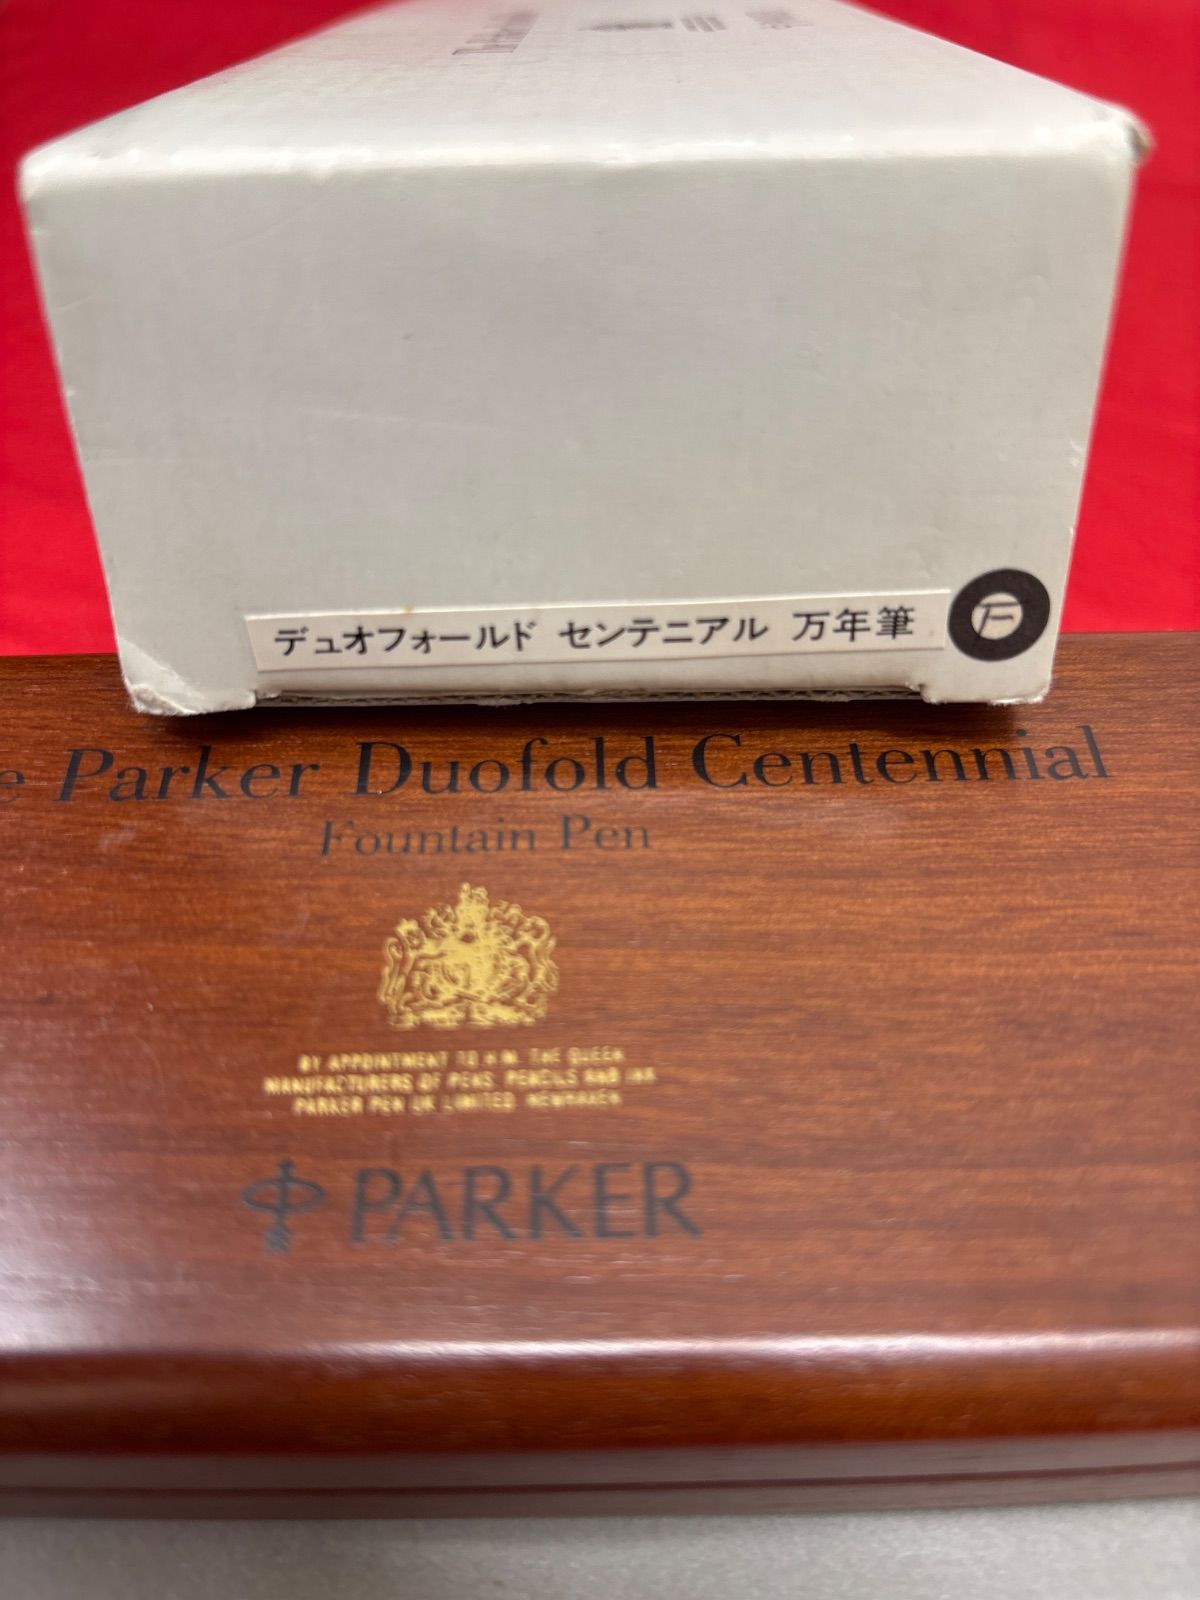 デュオフォールド センテニアル 万年筆 F
e Parker Duofold Centennial
Fountain Pen
BY APPOINTMENT TO H.M. THE QUEEN
MANUFACTURERS OF PENS, PENCILS AND INK
PARKER PEN UK LIMITED NEWHAVEN
PARKER